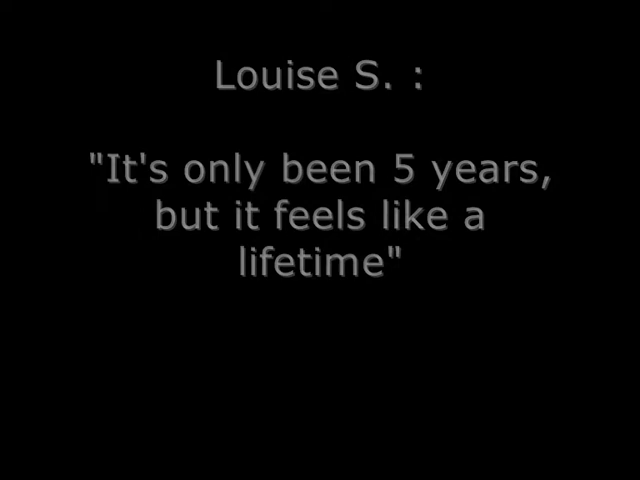 Louise S. :
"It's only been 5 years,
but it feels like a
lifetime"